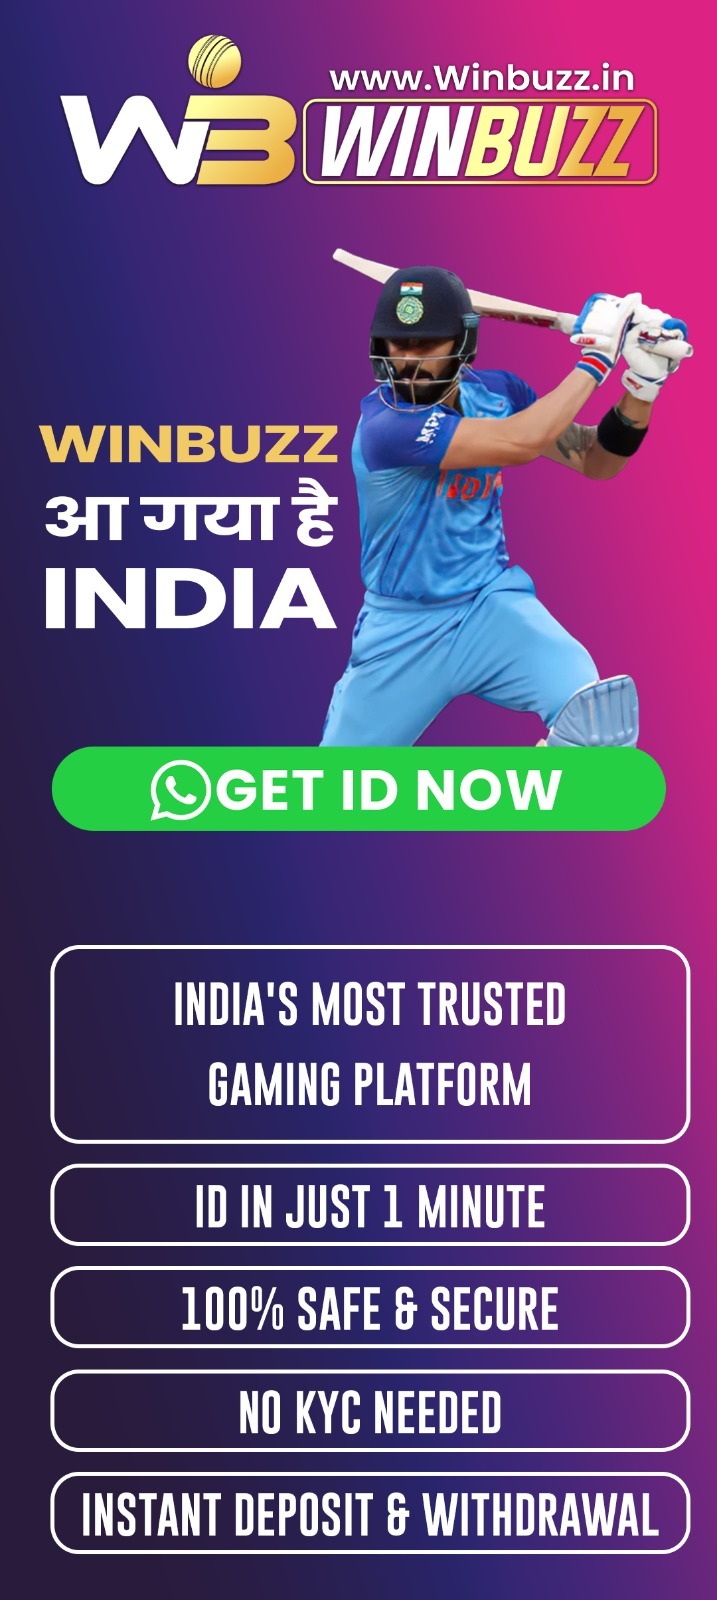 www.Winbuzz.in
WB WINBUZZ
WINBUZZ
आ गया है
INDIA
GET ID NOW
INDIA'S MOST TRUSTED
GAMING PLATFORM
ID IN JUST 1 MINUTE
100% SAFE & SECURE
NO KYC NEEDED
INSTANT DEPOSIT & WITHDRAWAL